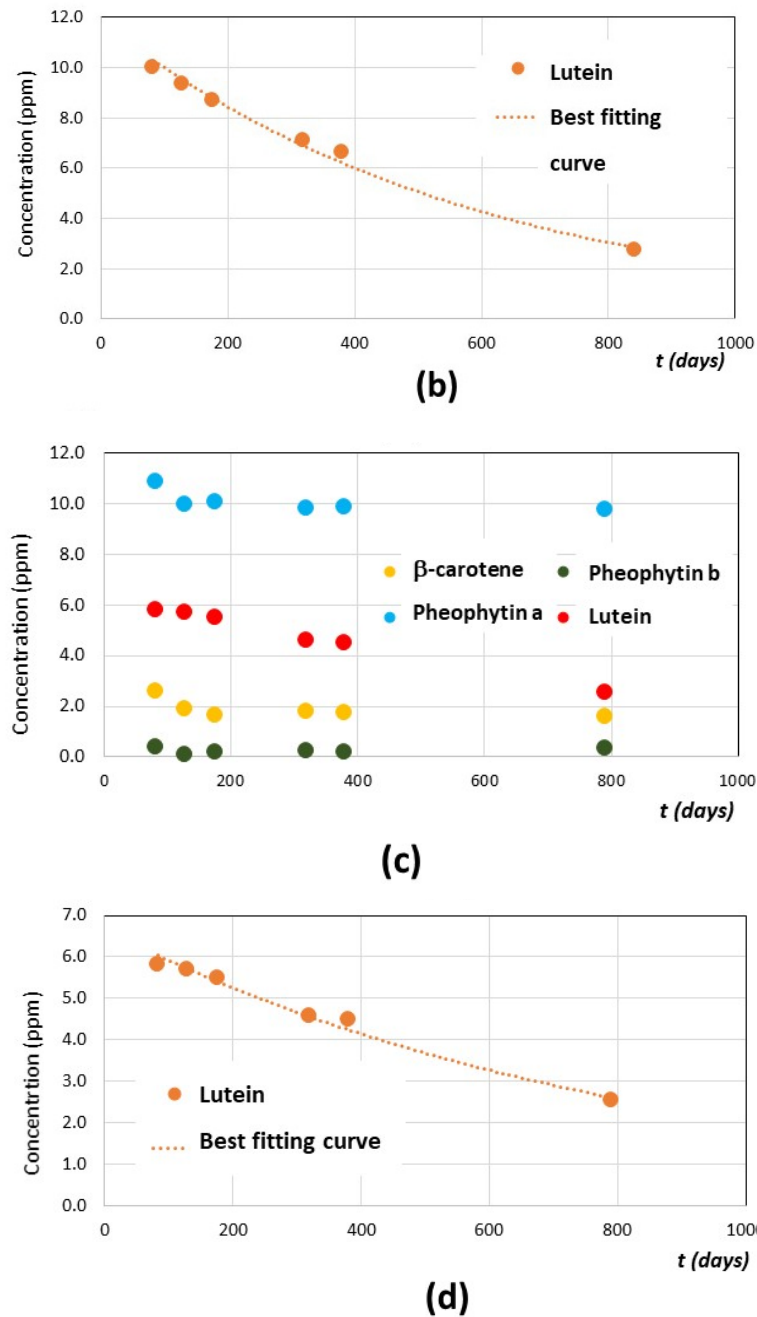 12.0
10.0
8.0
6.0
4.0
2.0
0.0
Concentration (ppm)
Lutein
Best fitting
curve
0 200 400 600 800 1000
t (days)
(b)
12.0
10.0
8.0
6.0
4.0
2.0
0.0
Concentration (ppm)
β-carotene Pheophytin b
Pheophytin a Lutein
0 200 400 600 800 1000
t (days)
(c)
7.0
6.0
5.0
4.0
3.0
2.0
1.0
0.0
Concentrtion (ppm)
Lutein
Best fitting curve
0 200 400 600 800 1000
t (days)
(d)